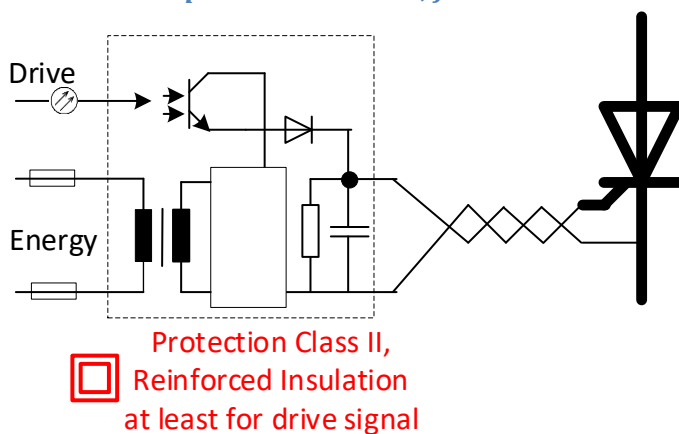 Drive
Energy
Protection Class II,
Reinforced Insulation
at least for drive signal